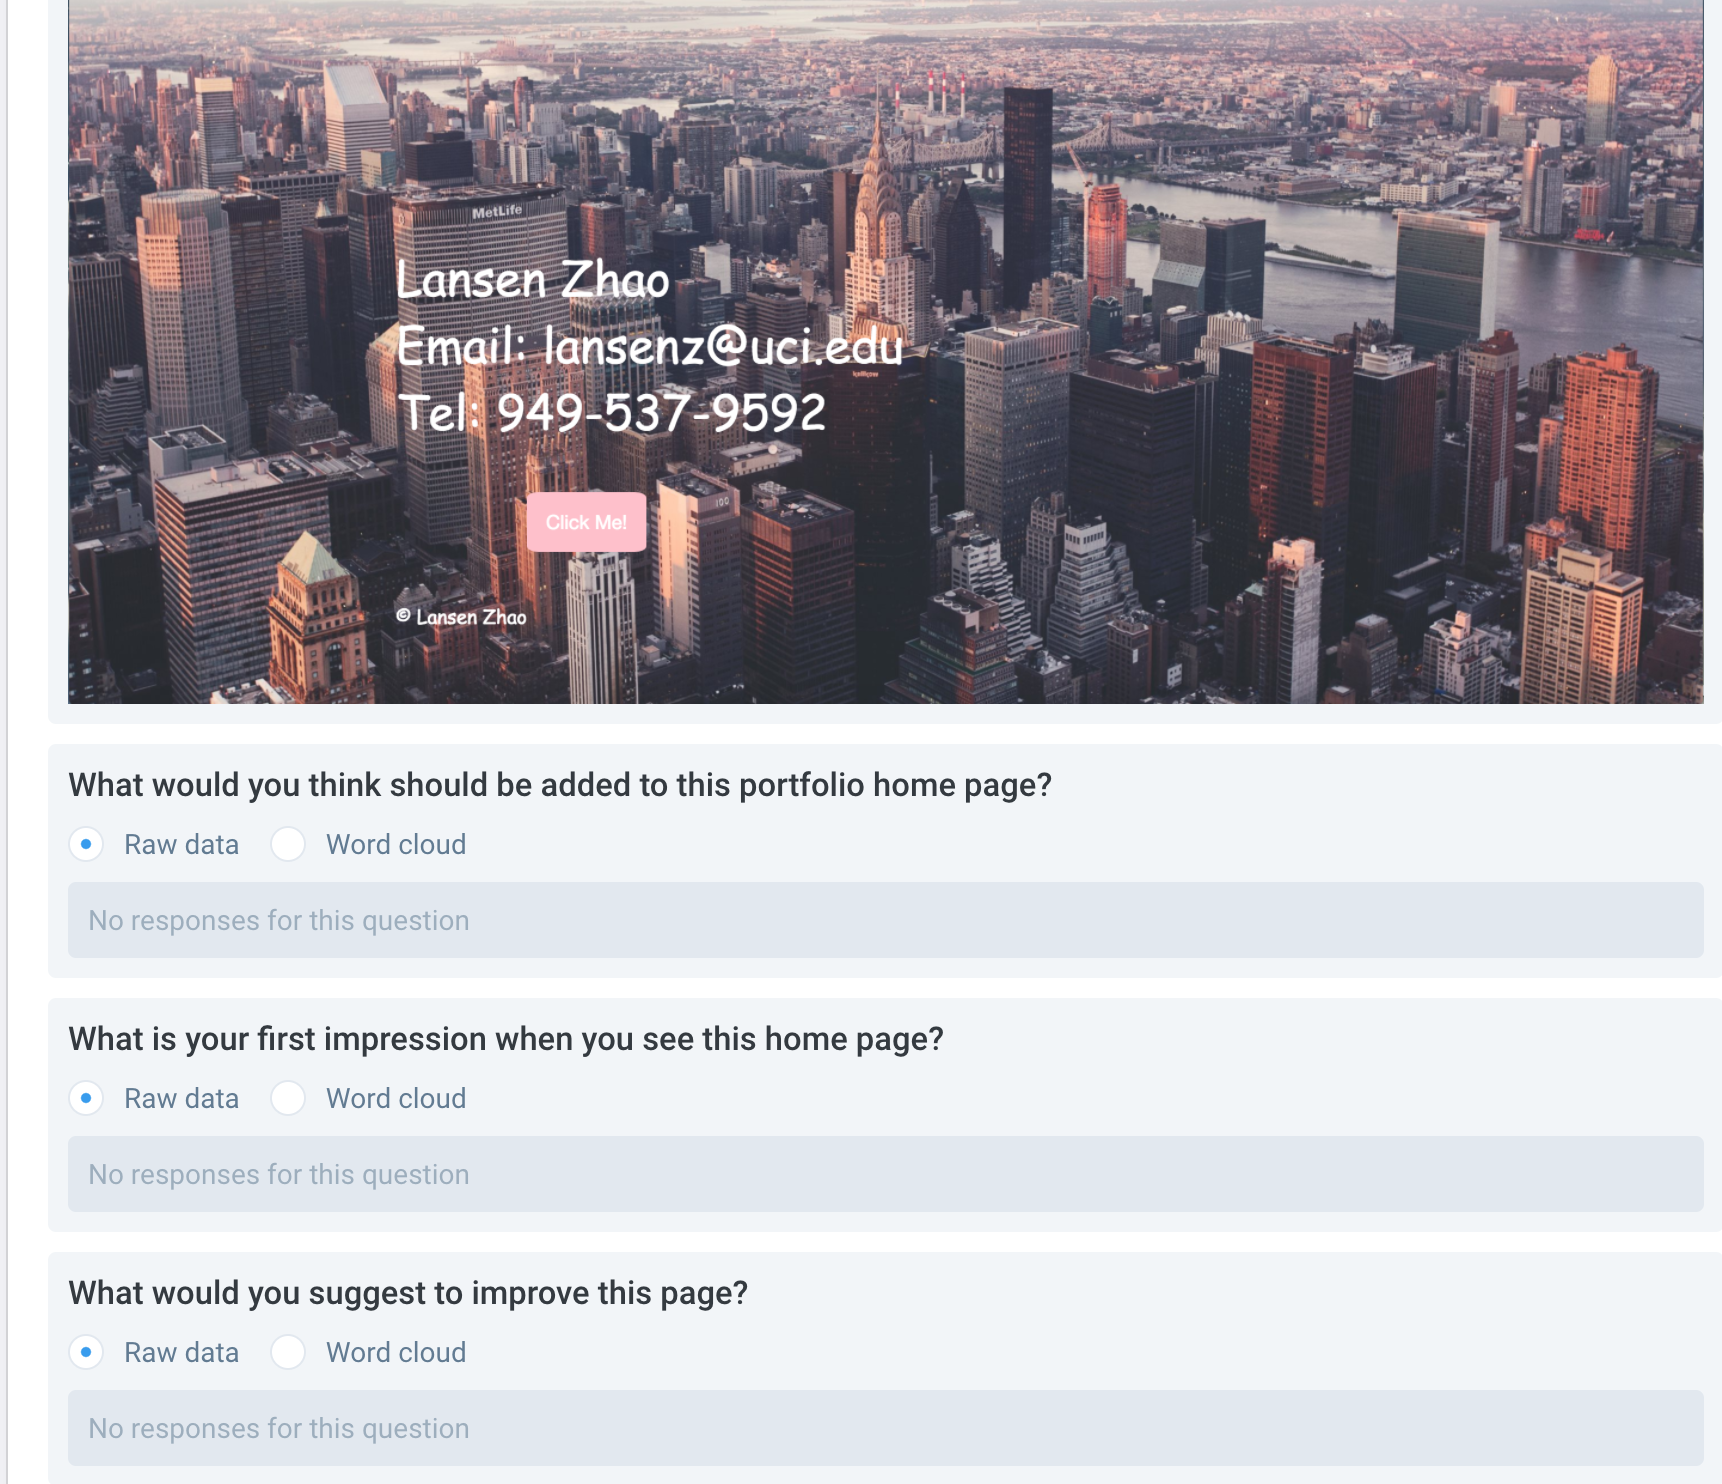 MetLife
Lansen Zhao
Email: lansenz@uci.edu
Tel: 949-537-9592
100
Click Me!
© Lansen Zhao
What would you think should be added to this portfolio home page?
Raw data Word cloud
No responses for this question
What is your first impression when you see this home page?
Raw data Word cloud
No responses for this question
What would you suggest to improve this page?
Raw data Word cloud
No responses for this question